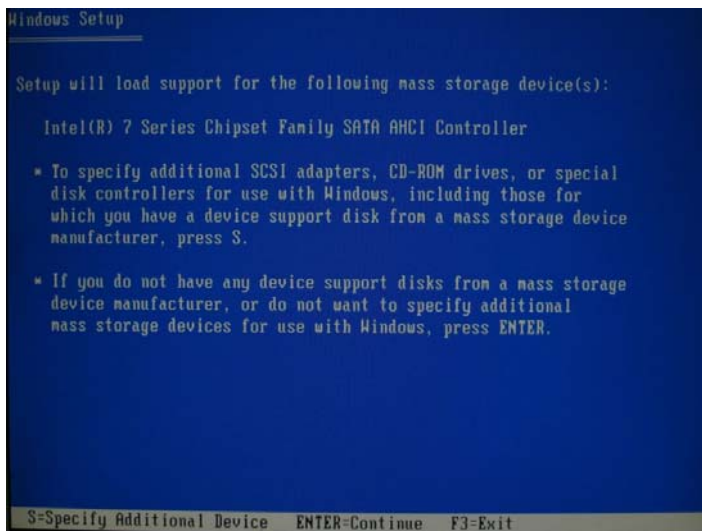 Windows Setup
Setup will load support for the following mass storage device(s):
Intel(R) 7 Series Chipset Family SATA AHCI Controller
* To specify additional SCSI adapters, CD-ROM drives, or special
disk controllers for use with Windows, including those for
which you have a device support disk from a mass storage device
manufacturer, press S.
* If you do not have any device support disks from a mass storage
device manufacturer, or do not want to specify additional
mass storage devices for use with Windows, press ENTER.
S=Specify Additional Device ENTER=Continue F3=Exit